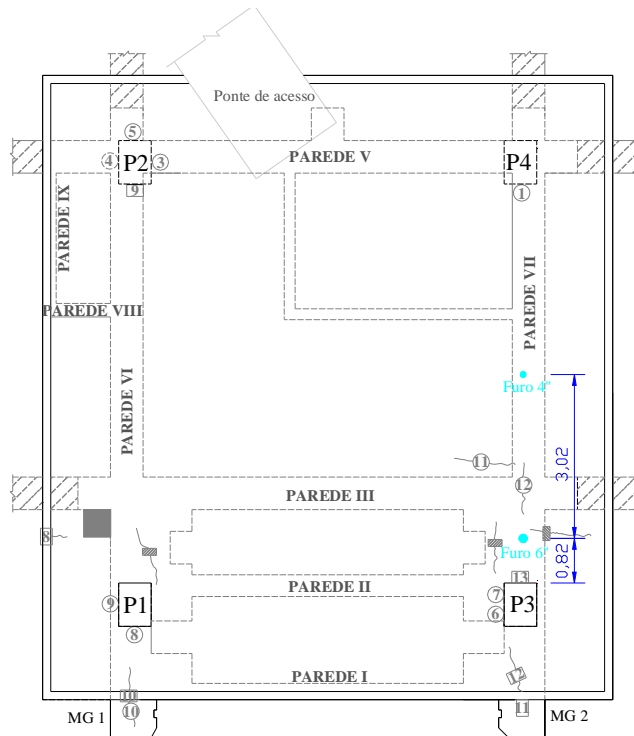 Ponte de acesso
5
4
P2
3
9
PAREDE V
P4
1
PAREDE IX
PAREDE VII
PAREDE VIII
PAREDE VI
Furo 4"
3,02
11
12
PAREDE III
8
Furo 6"
0,82
13
PAREDE II
9
P1
7
6
P3
8
PAREDE I
12
10
10
11
MG 1
MG 2